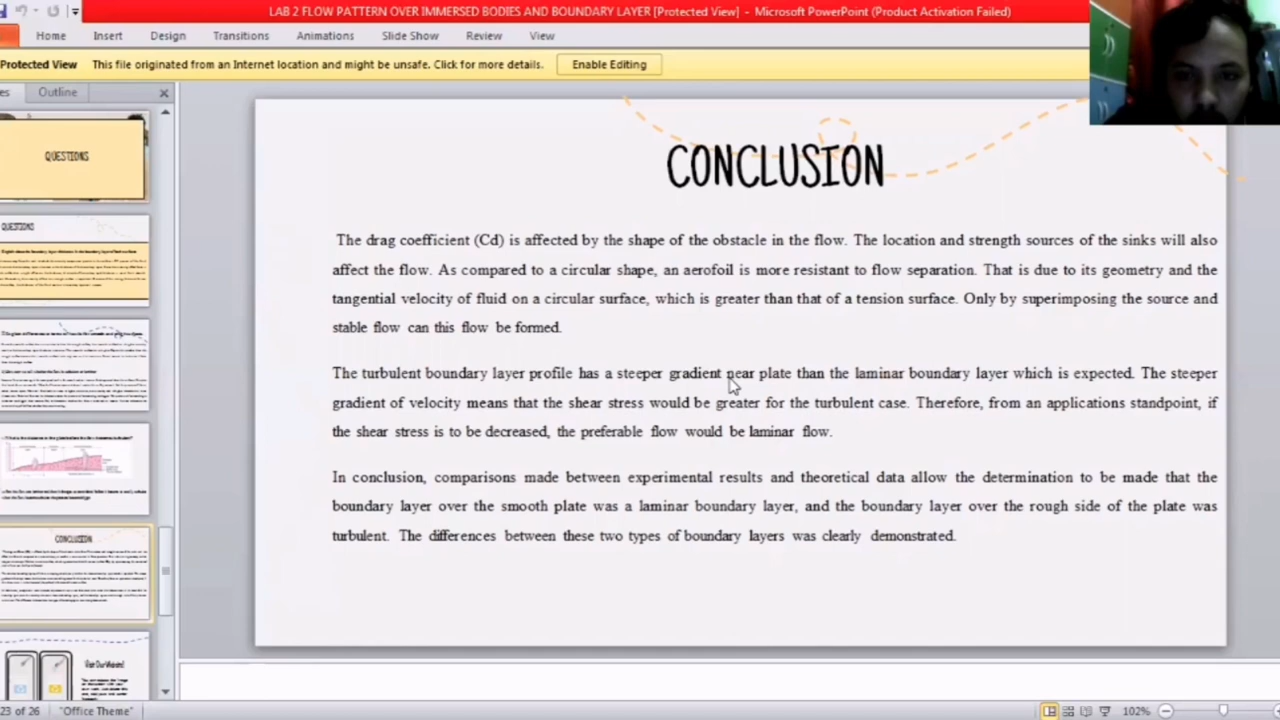 LAB 2 FLOW PATTERN OVER IMMERSED BODIES AND BOUNDARY LAYER [Protected View] - Microsoft PowerPoint (Product Activation Failed)
Home Insert Design Transitions Animations Slide Show Review View
Protected View This file originated from an Internet location and might be unsafe. Click for more details. Enable Editing
Outline
QUESTIONS
QUESTIONS
CONCLUSION
CONCLUSION
The drag coefficient (Cd) is affected by the shape of the obstacle in the flow. The location and strength sources of the sinks will also
affect the flow. As compared to a circular shape, an aerofoil is more resistant to flow separation. That is due to its geometry and the
tangential velocity of fluid on a circular surface, which is greater than that of a tension surface. Only by superimposing the source and
stable flow can this flow be formed.
The turbulent boundary layer profile has a steeper gradient near plate than the laminar boundary layer which is expected. The steeper
gradient of velocity means that the shear stress would be greater for the turbulent case. Therefore, from an applications standpoint, if
the shear stress is to be decreased, the preferable flow would be laminar flow.
In conclusion, comparisons made between experimental results and theoretical data allow the determination to be made that the
boundary layer over the smooth plate was a laminar boundary layer, and the boundary layer over the rough side of the plate was
turbulent. The differences between these two types of boundary layers was clearly demonstrated.
23 of 26 "Office Theme" 102%